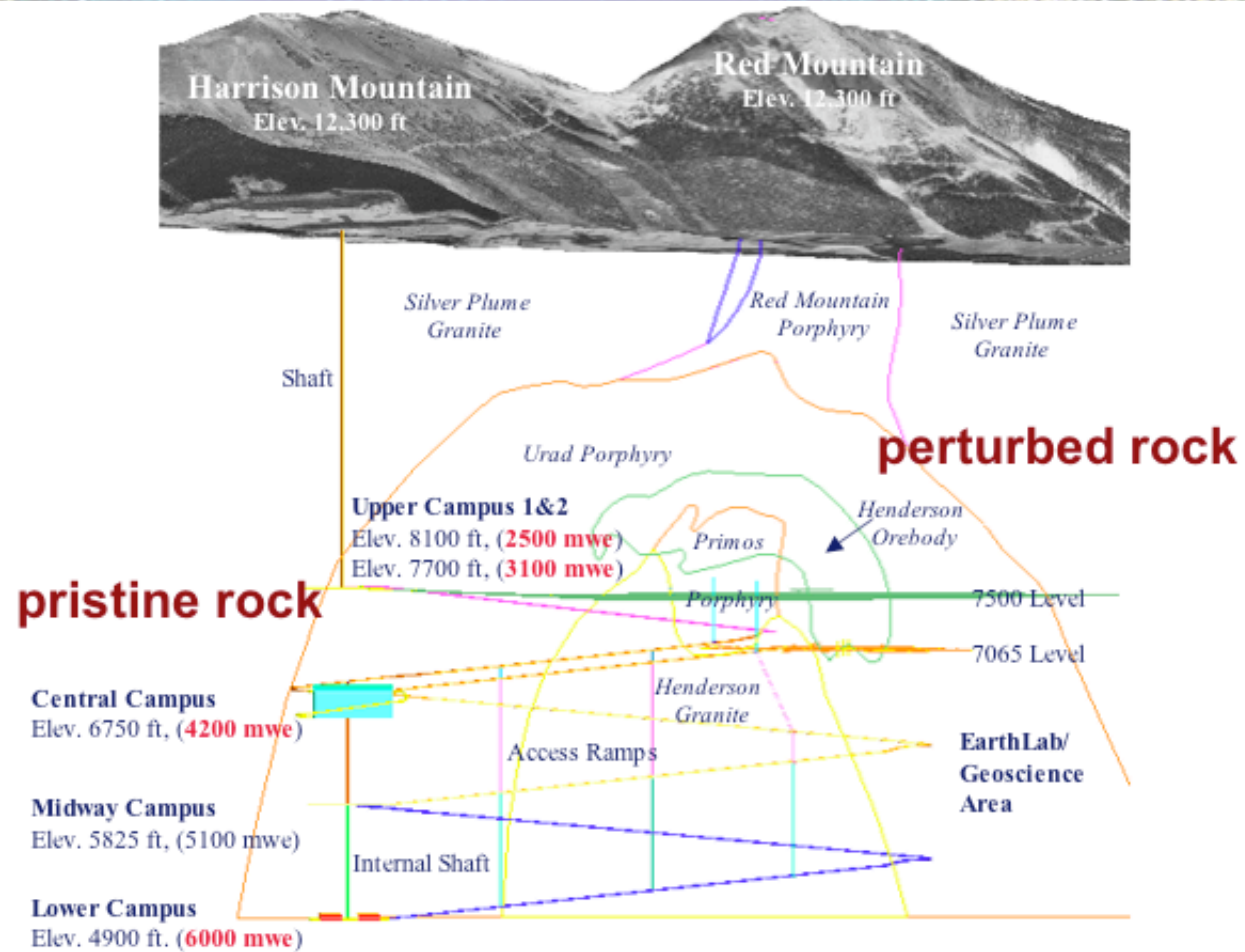 Harrison Mountain
Elev. 12,300 ft
Red Mountain
Elev. 12,300 ft
Silver Plume
Granite
Red Mountain
Porphyry
Silver Plume
Granite
Shaft
Urad Porphyry
perturbed rock
Upper Campus 1&2
Elev. 8100 ft, (2500 mwe)
Elev. 7700 ft, (3100 mwe)
Primos
Porphyry
Henderson
Orebody
pristine rock
7500 Level
7065 Level
Central Campus
Elev. 6750 ft, (4200 mwe)
Henderson
Granite
Access Ramps
EarthLab/
Geoscience
Area
Midway Campus
Elev. 5825 ft, (5100 mwe)
Internal Shaft
Lower Campus
Elev. 4900 ft. (6000 mwe)